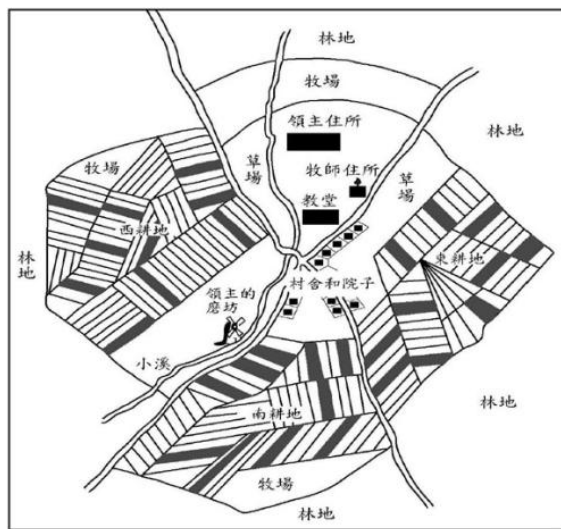 林地
牧場
領主住所
林地
牧師住所
草場
草場
牧場
教堂
西耕地
東耕地
林地
村舍和院子
領主的
磨坊
小溪
林地
南耕地
牧場
林地